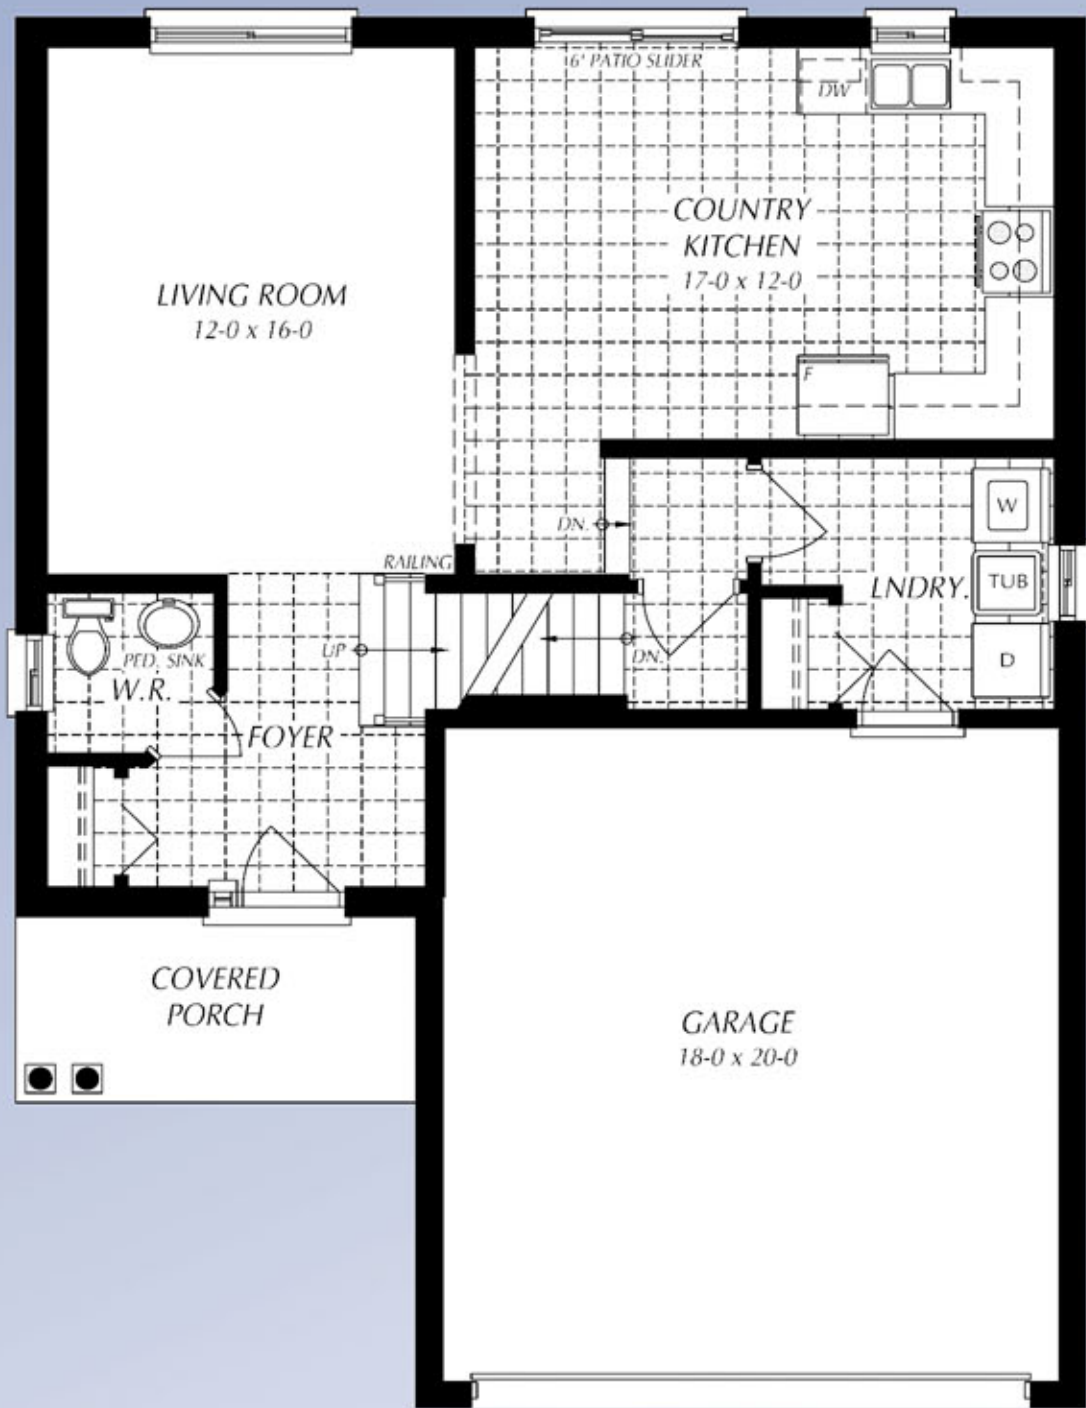 6' PATIO SLIDER
DW
COUNTRY
KITCHEN
17-0 x 12-0
LIVING ROOM
12-0 x 16-0
F
W
DN.
RAILING
LNDRY.
TUB
PED. SINK
UP
DN.
D
W.R.
FOYER
COVERED
PORCH
GARAGE
18-0 x 20-0